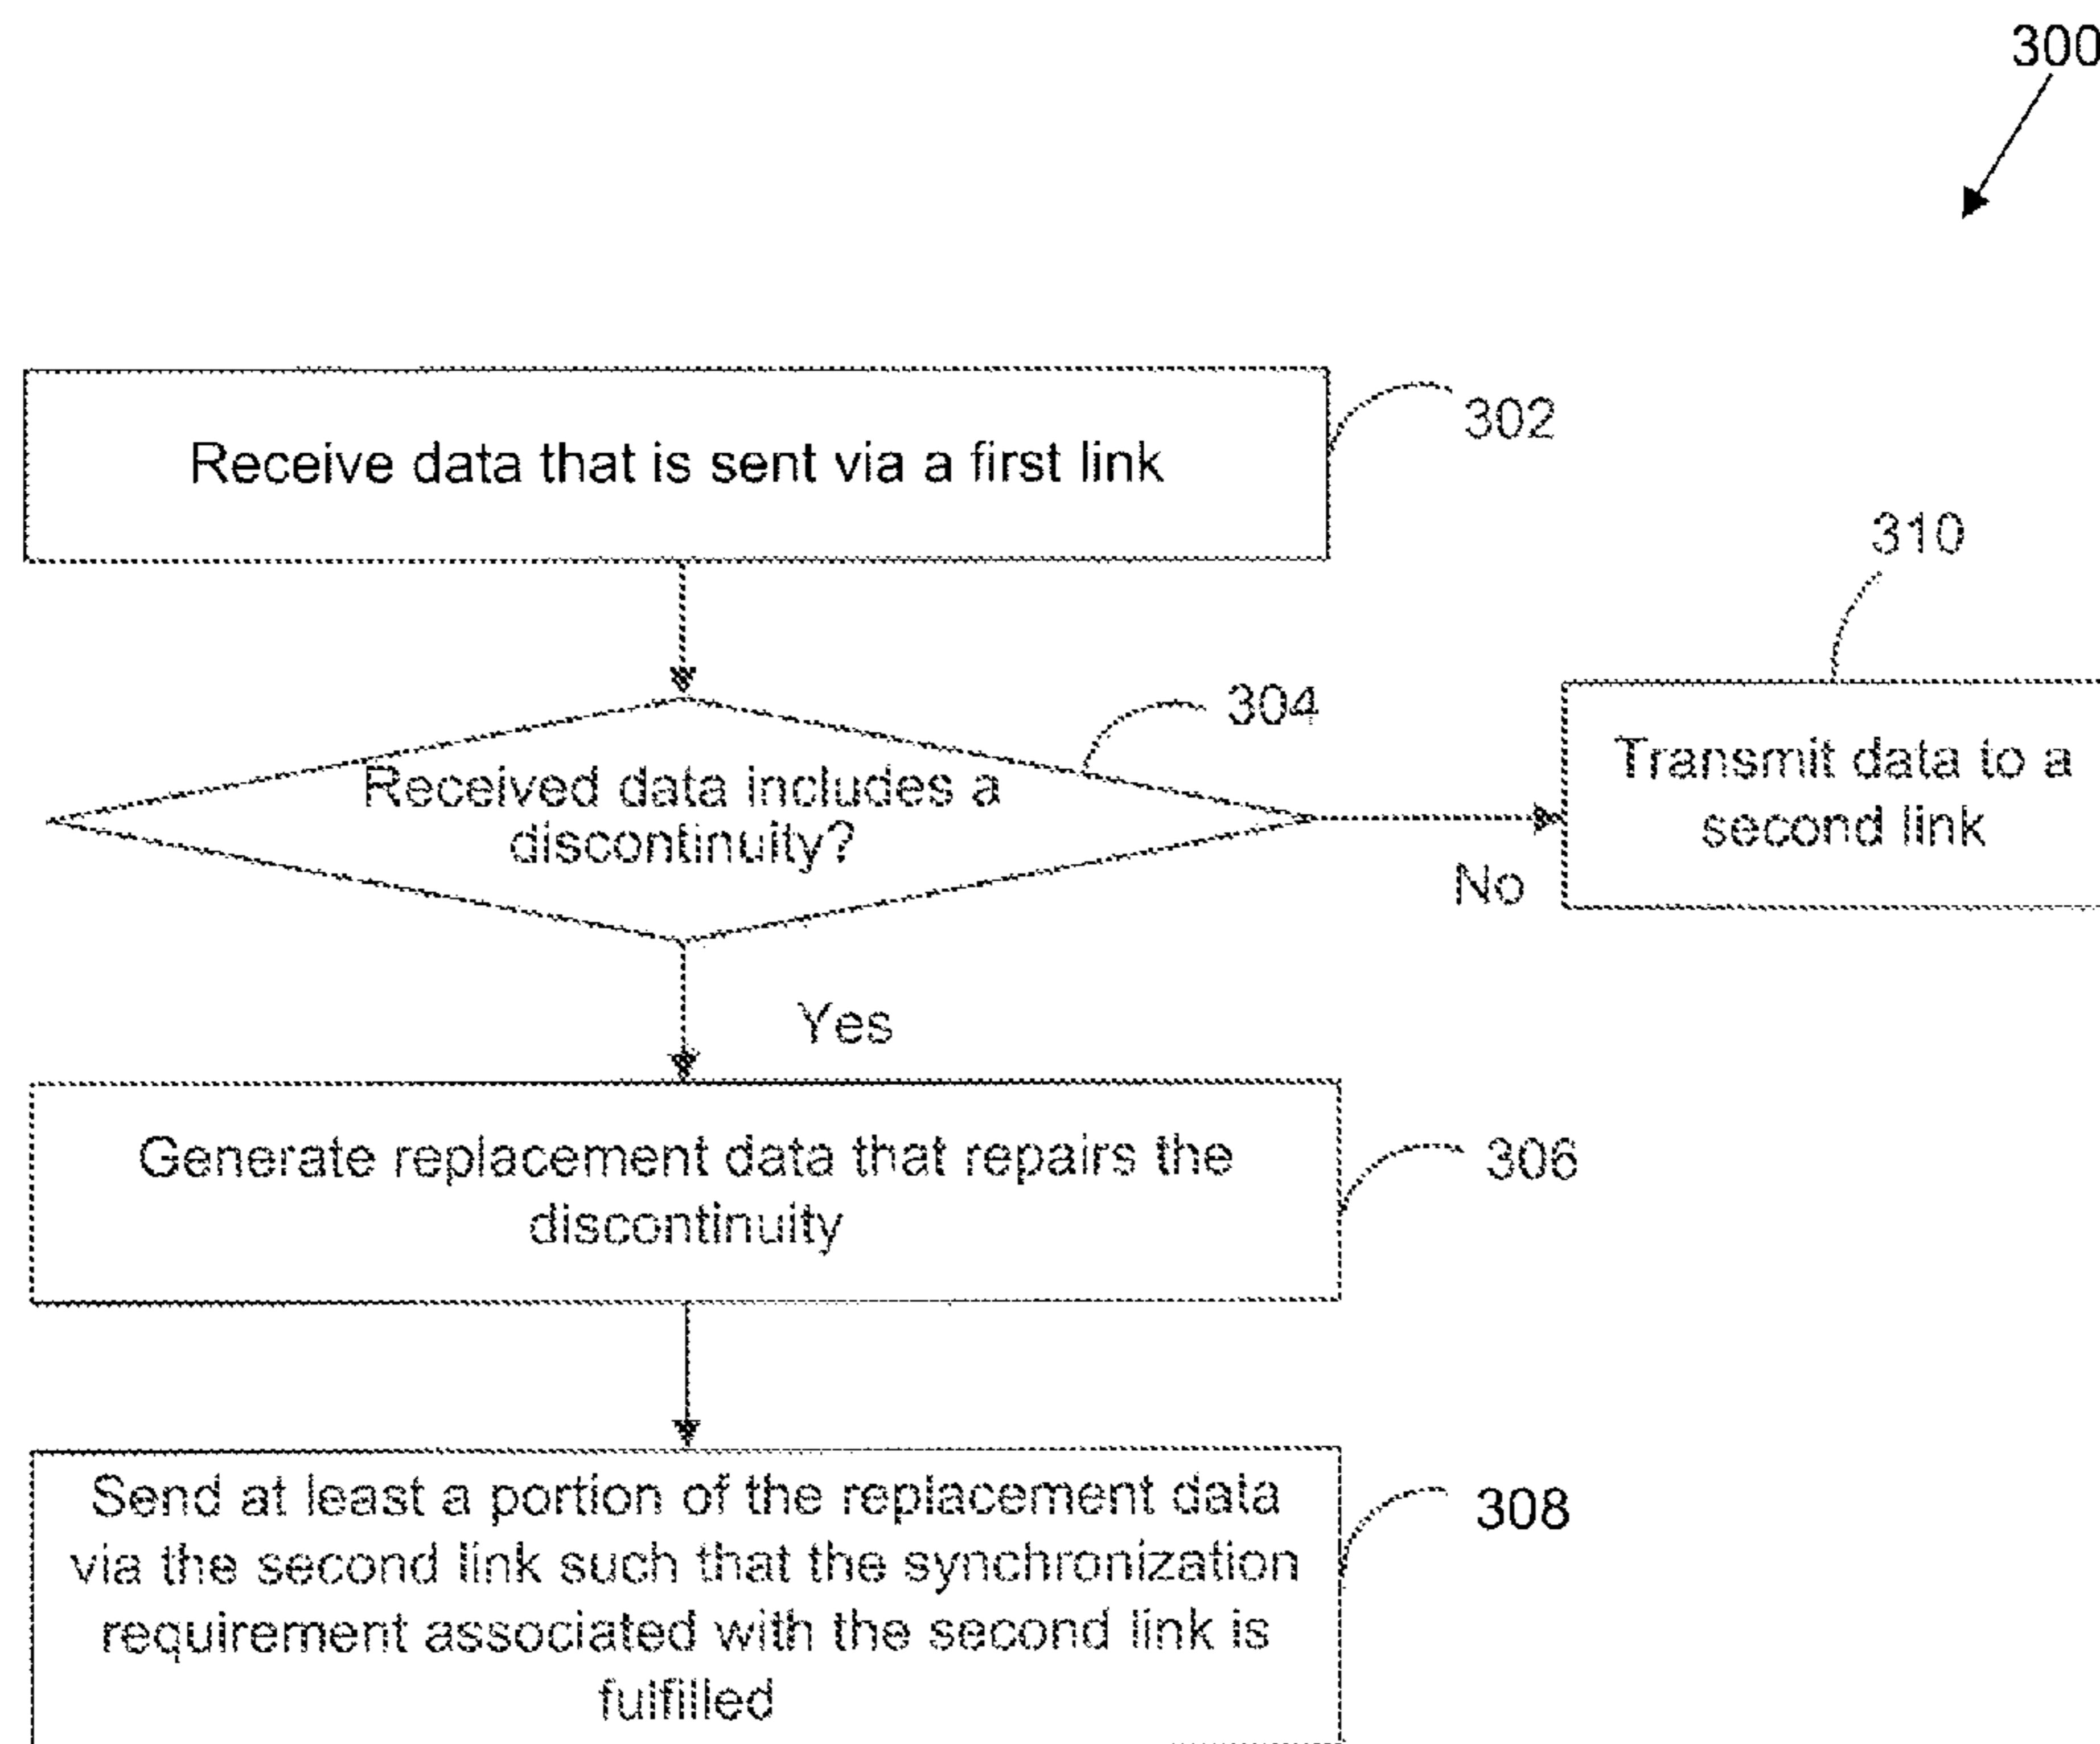 300
Receive data that is sent via a first link
302
310
304
Received data includes a
discontinuity?
Transmit data to a
second link
No
Yes
Generate replacement data that repairs the
discontinuity
306
Send at least a portion of the replacement data
via the second link such that the synchronization
requirement associated with the second link is
fulfilled
308